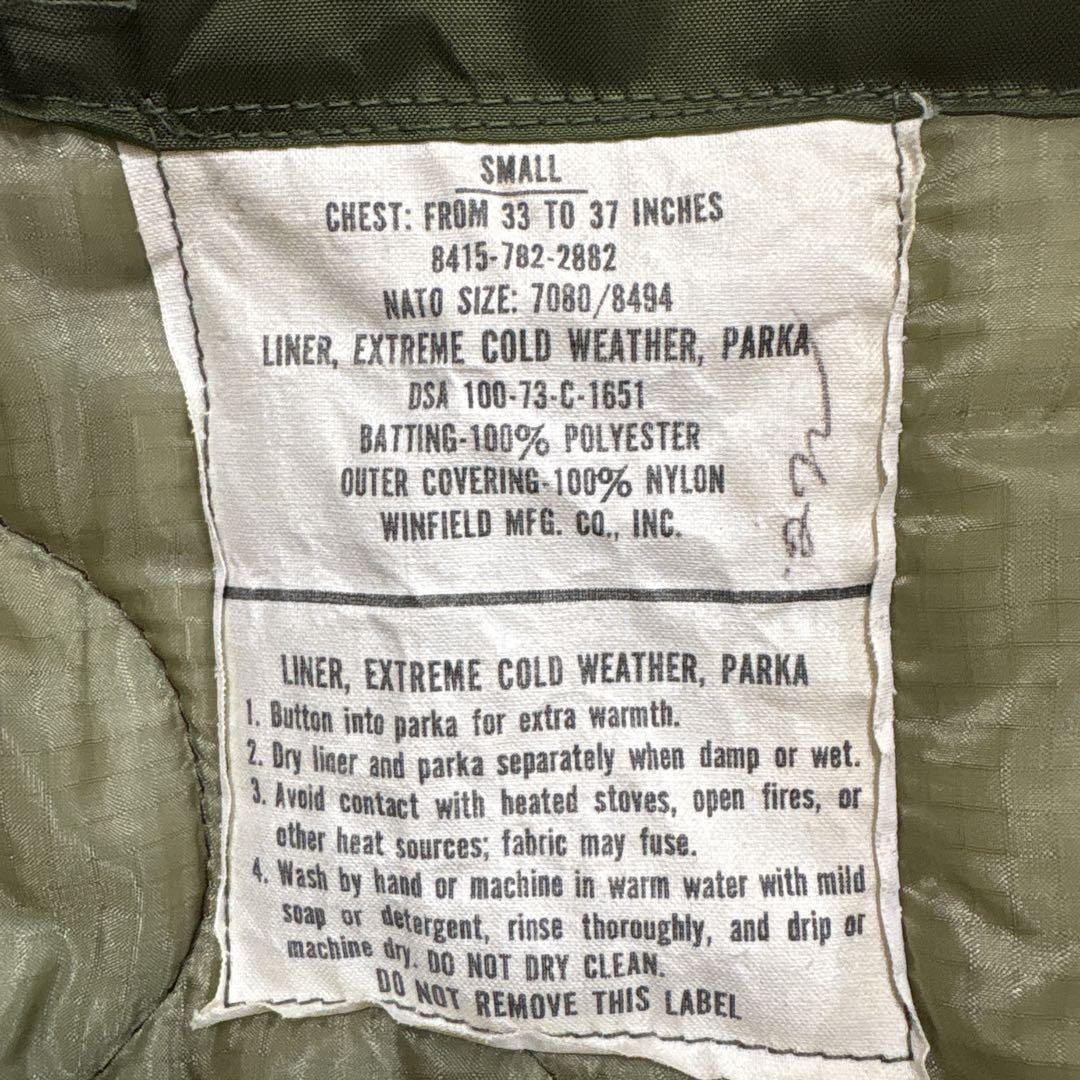 SMALL
CHEST: FROM 33 TO 37 INCHES
8415-782-2882
NATO SIZE: 7080/8494
LINER, EXTREME COLD WEATHER, PARKA
DSA 100-73-C-1651
BATTING-100% POLYESTER
OUTER COVERING-100% NYLON
WINFIELD MFG. CO., INC.
LINER, EXTREME COLD WEATHER, PARKA
1. Button into parka for extra warmth.
2. Dry liner and parka separately when damp or wet.
3. Avoid contact with heated stoves, open fires, or
other heat sources; fabric may fuse.
4. Wash by hand or machine in warm water with mild
soap or detergent, rinse thoroughly, and drip or
machine dry. DO NOT DRY CLEAN.
DO NOT REMOVE THIS LABEL